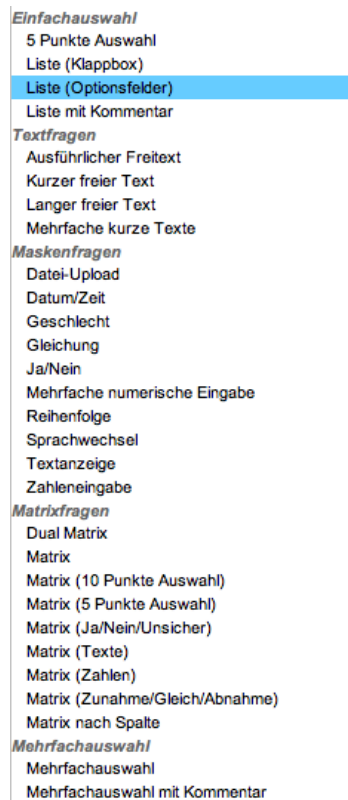 Einfachauswahl
5 Punkte Auswahl
Liste (Klappbox)
Liste (Optionsfelder)
Liste mit Kommentar
Textfragen
Ausführlicher Freitext
Kurzer freier Text
Langer freier Text
Mehrfache kurze Texte
Maskenfragen
Datei-Upload
Datum/Zeit
Geschlecht
Gleichung
Ja/Nein
Mehrfache numerische Eingabe
Reihenfolge
Sprachwechsel
Textanzeige
Zahleneingabe
Matrixfragen
Dual Matrix
Matrix
Matrix (10 Punkte Auswahl)
Matrix (5 Punkte Auswahl)
Matrix (Ja/Nein/Unsicher)
Matrix (Texte)
Matrix (Zahlen)
Matrix (Zunahme/Gleich/Abnahme)
Matrix nach Spalte
Mehrfachauswahl
Mehrfachauswahl
Mehrfachauswahl mit Kommentar